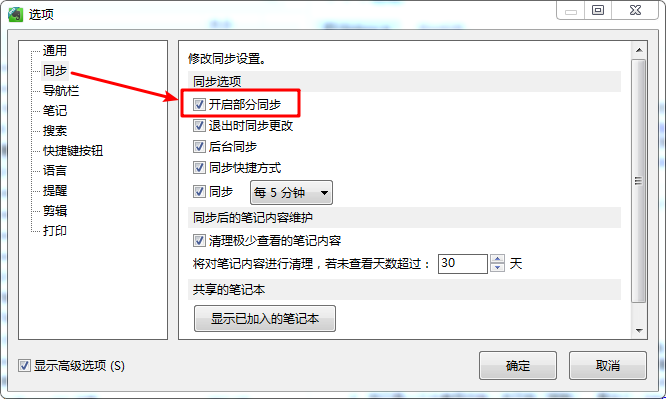 选项
通用
同步
导航栏
笔记
搜索
快捷键按钮
语言
提醒
剪辑
打印
修改同步设置。
同步选项
开启部分同步
退出时同步更改
后台同步
同步快捷方式
同步 每 5 分钟
同步后的笔记内容维护
清理极少查看的笔记内容
将对笔记内容进行清理，若未查看天数超过： 30 天
共享的笔记本
显示已加入的笔记本
显示高级选项 (S)
确定 取消